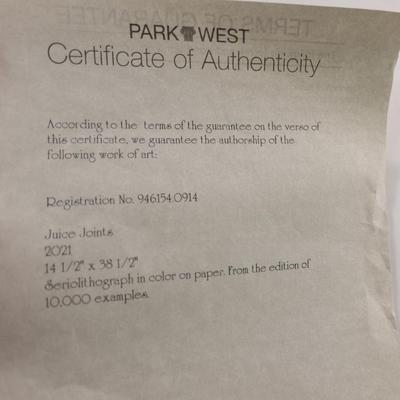 PARK WEST
Certificate of Authenticity
According to the terms of the guarantee on the verso of
this certificate, we guarantee the authorship of the
following work of art:
Registration No. 946154.0914
Juice Joints
2021
14 1/2" x 38 1/2"
Seriolithograph in color on paper. From the edition of
10,000 examples.